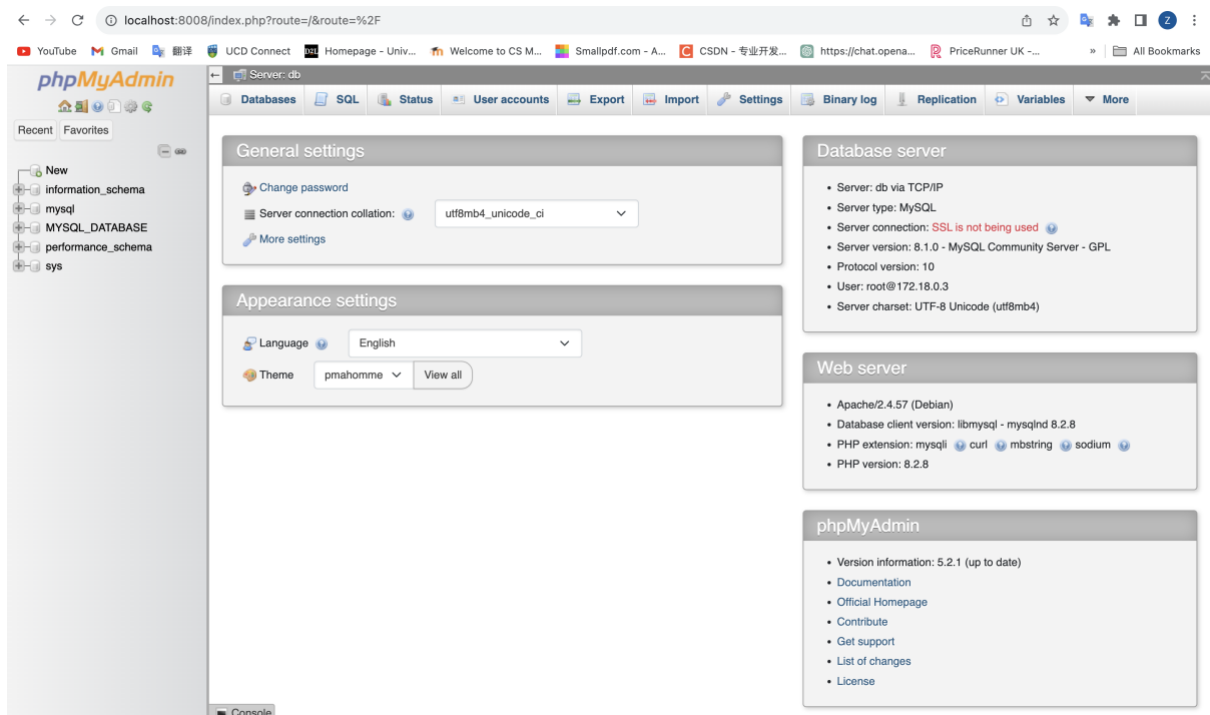 localhost:8008/index.php?route=/&route=%2F
Z
YouTube Gmail 翻译 UCD Connect Homepage - Univ... Welcome to CS M... Smallpdf.com - A... CSDN - 专业开发... https://chat.opena... PriceRunner UK -... » All Bookmarks
phpMyAdmin
Recent Favorites
New
information_schema
mysql
MYSQL_DATABASE
performance_schema
sys
Server: db
Databases SQL Status User accounts Export Import Settings Binary log Replication Variables More
General settings
Change password
Server connection collation: utf8mb4_unicode_ci
More settings
Appearance settings
Language English
Theme pmahomme View all
Database server
• Server: db via TCP/IP
• Server type: MySQL
• Server connection: SSL is not being used
• Server version: 8.1.0 - MySQL Community Server - GPL
• Protocol version: 10
• User: root@172.18.0.3
• Server charset: UTF-8 Unicode (utf8mb4)
Web server
• Apache/2.4.57 (Debian)
• Database client version: libmysql - mysqlnd 8.2.8
• PHP extension: mysqli curl mbstring sodium
• PHP version: 8.2.8
phpMyAdmin
• Version information: 5.2.1 (up to date)
• Documentation
• Official Homepage
• Contribute
• Get support
• List of changes
• License
Console